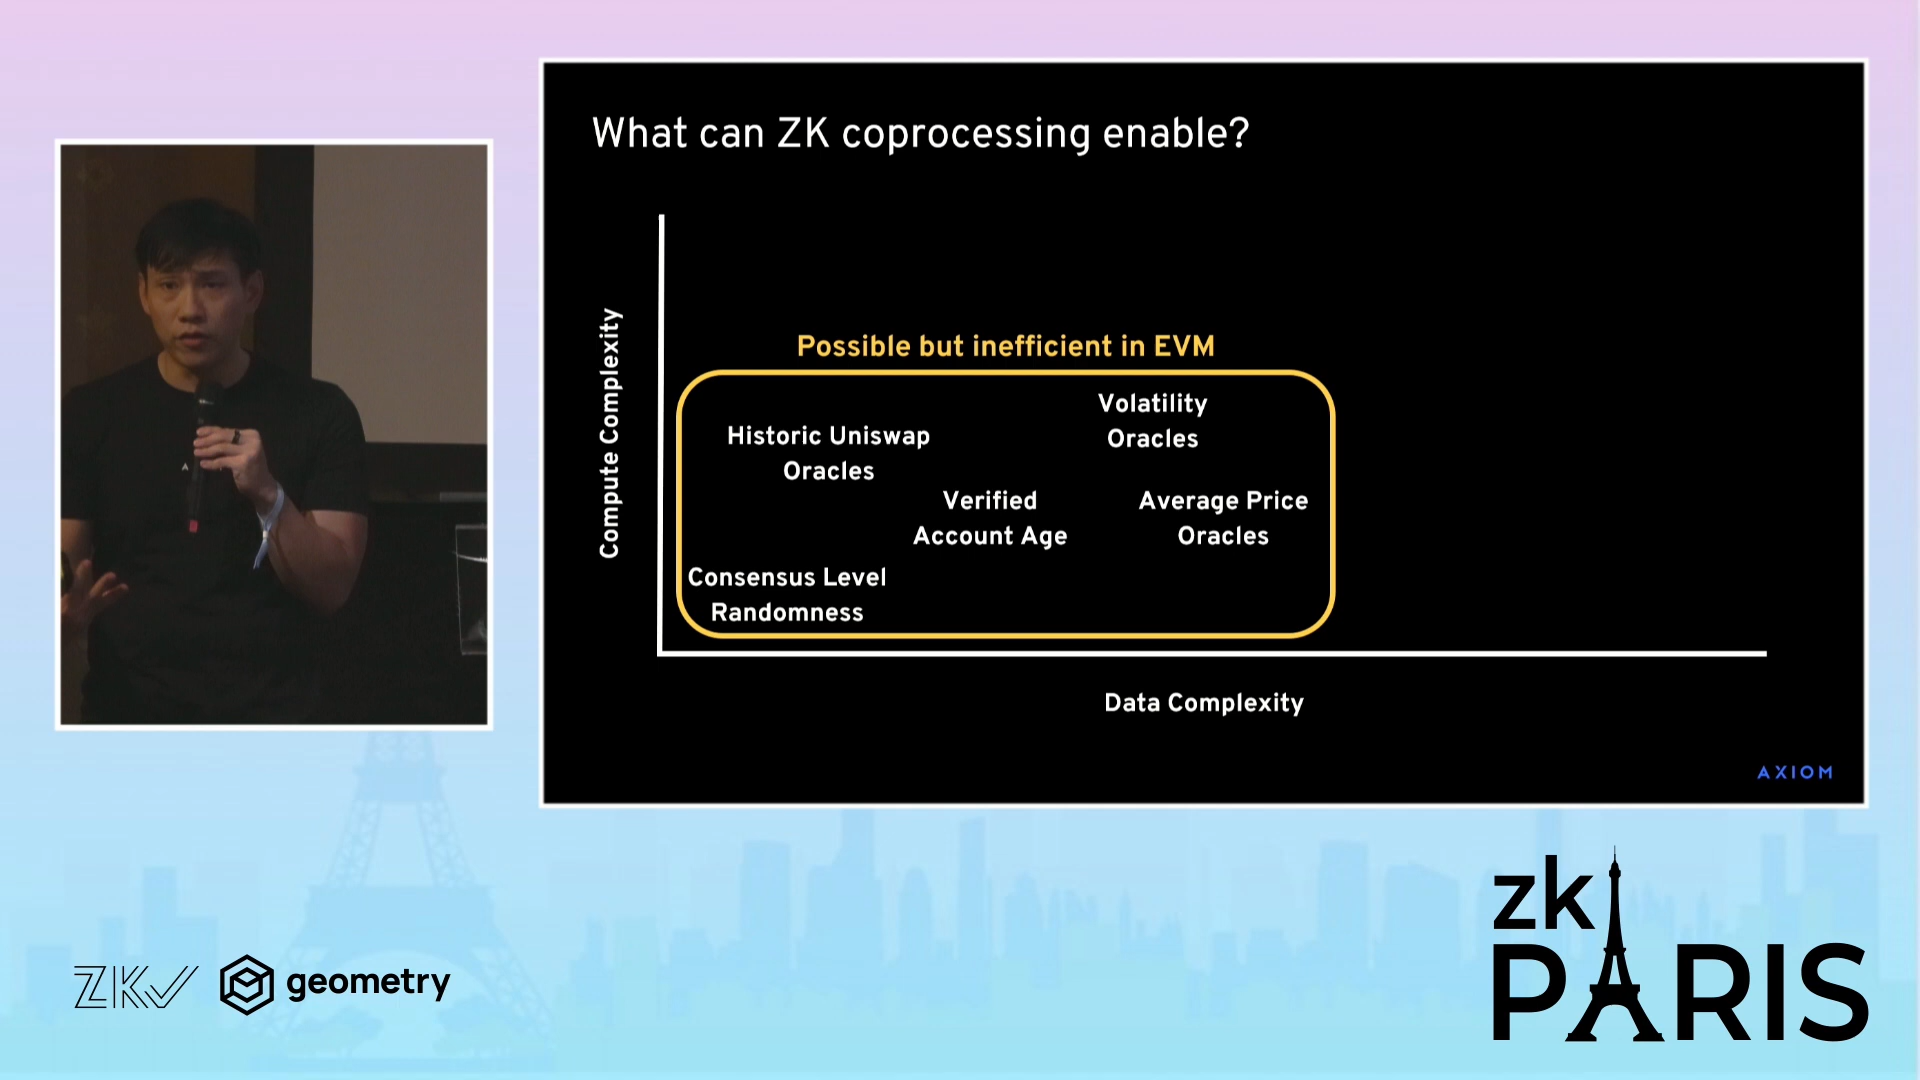 What can ZK coprocessing enable?
Compute Complexity
Possible but inefficient in EVM
Volatility
Oracles
Historic Uniswap
Oracles
Verified
Account Age
Average Price
Oracles
Consensus Level
Randomness
Data Complexity
AXIOM
ZK
geometry
zk
PARIS